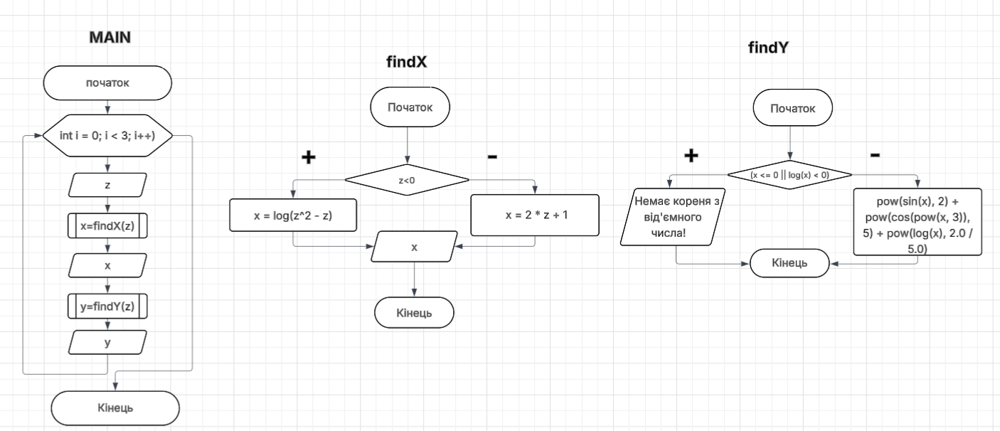 MAIN
початок
int i = 0; i < 3; i++)
z
x=findX(z)
x
y=findY(z)
y
Кінець
findX
Початок
+
-
z<0
x = log(z^2 - z)
x = 2 * z + 1
x
Кінець
findY
Початок
+
-
(x <= 0 || log(x) < 0)
Немає кореня з
від'ємного
числа!
pow(sin(x), 2) +
pow(cos(pow(x, 3)),
5) + pow(log(x), 2.0 /
5.0)
Кінець